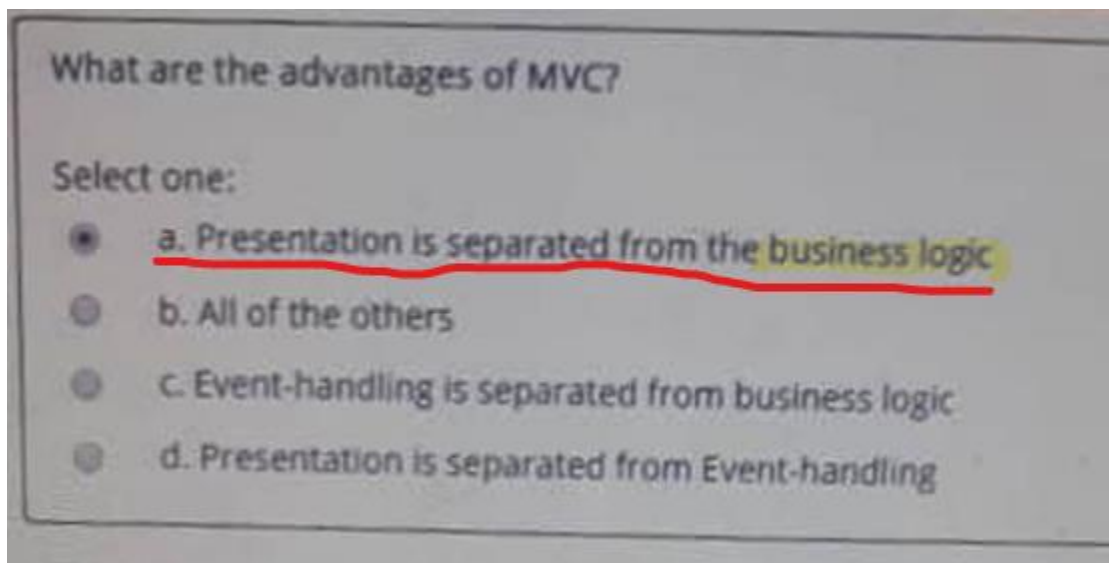 What are the advantages of MVC?
Select one:
a. Presentation is separated from the business logic
b. All of the others
c. Event-handling is separated from business logic
d. Presentation is separated from Event-handling